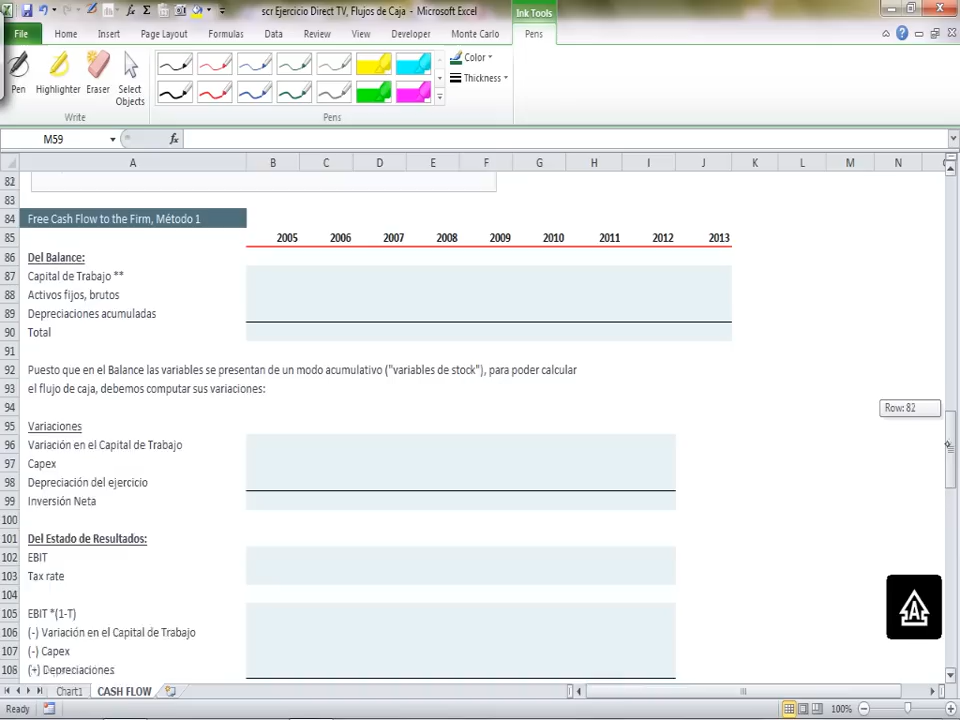 scr Ejercicio Direct TV, Flujos de Caja - Microsoft Excel
Ink Tools
File Home Insert Page Layout Formulas Data Review View Developer Monte Carlo Pens
Pen Highlighter Eraser Select Objects
Color
Thickness
Write Pens
M59 fx
A B C D E F G H I J K L M N
82
83
84 Free Cash Flow to the Firm, Método 1
85 2005 2006 2007 2008 2009 2010 2011 2012 2013
86 Del Balance:
87 Capital de Trabajo **
88 Activos fijos, brutos
89 Depreciaciones acumuladas
90 Total
91
92 Puesto que en el Balance las variables se presentan de un modo acumulativo ("variables de stock"), para poder calcular
93 el flujo de caja, debemos computar sus variaciones:
94
Row: 82
95 Variaciones
96 Variación en el Capital de Trabajo
97 Capex
98 Depreciación del ejercicio
99 Inversión Neta
100
101 Del Estado de Resultados:
102 EBIT
103 Tax rate
104
105 EBIT *(1-T)
106 (-) Variación en el Capital de Trabajo
107 (-) Capex
108 (+) Depreciaciones
Chart1 CASH FLOW
Ready 100%